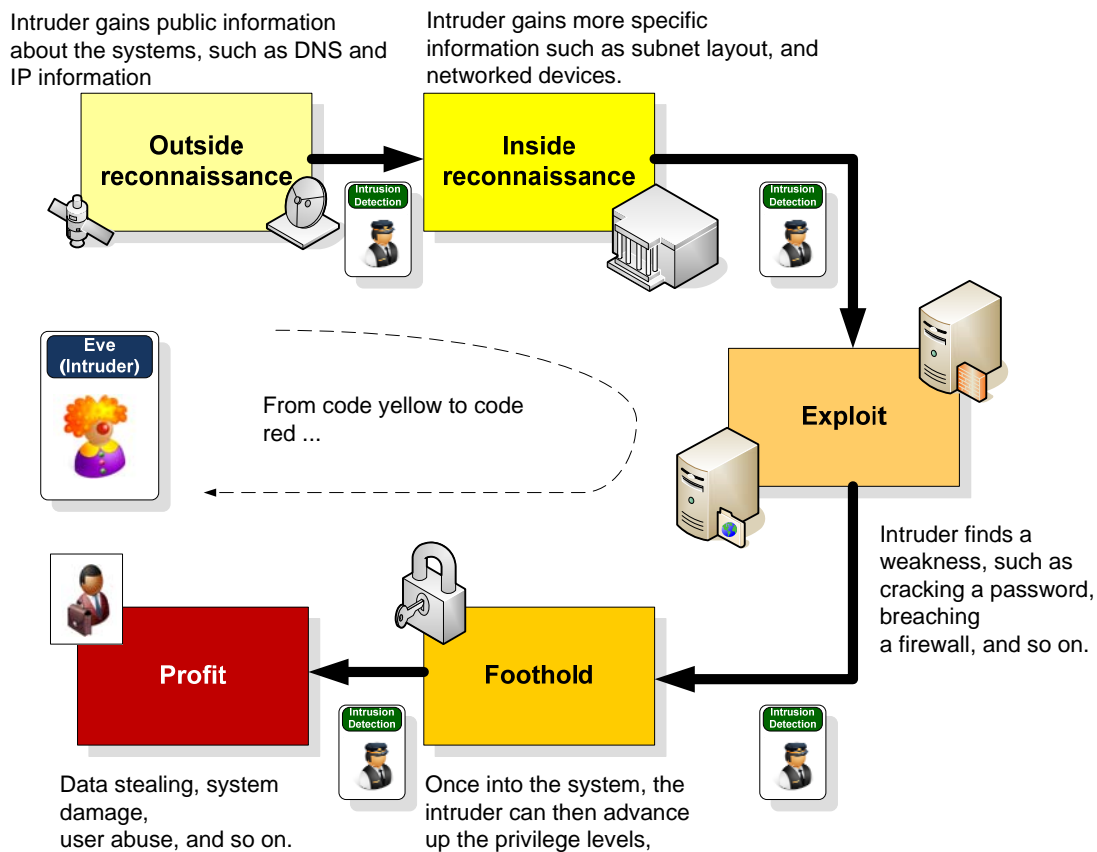 Intruder gains public information
about the systems, such as DNS and
IP information
Intruder gains more specific
information such as subnet layout, and
networked devices.
Outside
reconnaissance
Intrusion
Detection
Inside
reconnaissance
Intrusion
Detection
Eve
(Intruder)
From code yellow to code
red ...
Exploit
Intruder finds a
weakness, such as
cracking a password,
breaching
a firewall, and so on.
Profit
Intrusion
Detection
Foothold
Intrusion
Detection
Data stealing, system
damage,
user abuse, and so on.
Once into the system, the
intruder can then advance
up the privilege levels,